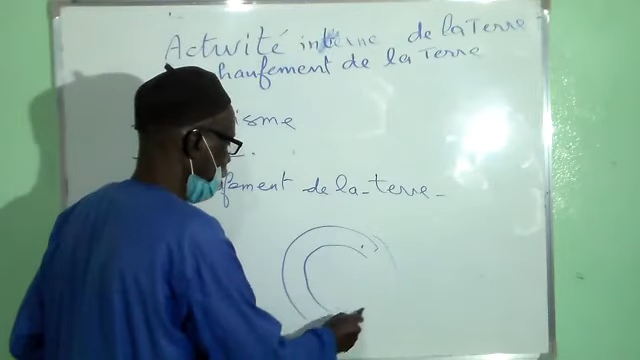 Activité interne de la Terre
haufement de la Terre
isme
fement de la-terre-